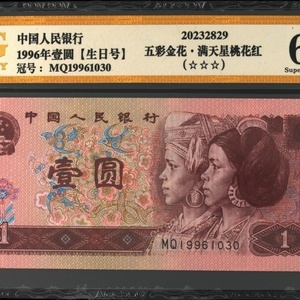 中国人民银行
1996年壹圆【生日号】
冠号：MQ19961030
20232829
五彩金花·满天星桃花红
（☆☆☆）
6
Super
中国人民银行
壹圆
MQ19961030
1
1